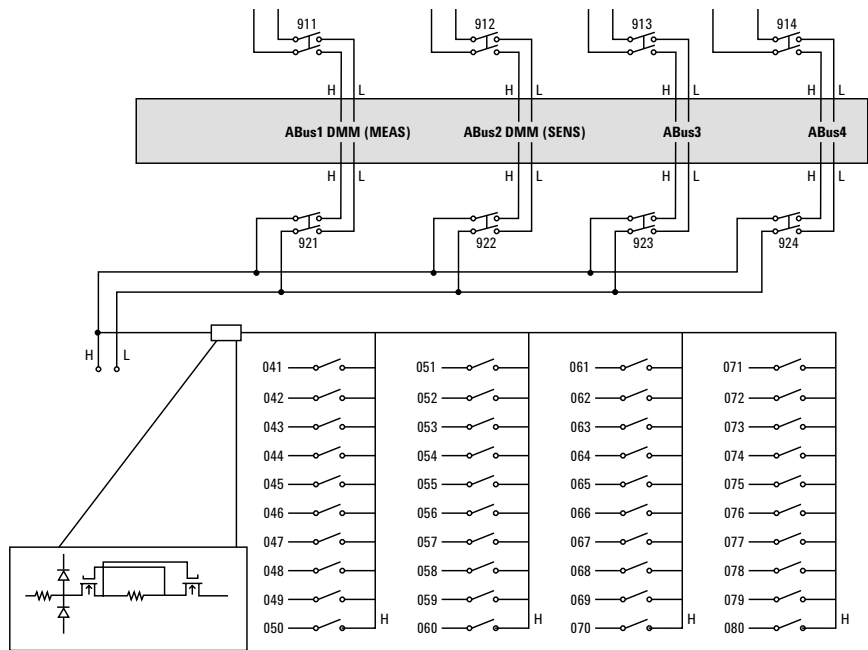 911 912 913 914
H L H L H L H L
ABus1 DMM (MEAS) ABus2 DMM (SENS) ABus3 ABus4
H L H L H L H L
921 922 923 924
H L
041 051 061 071
042 052 062 072
043 053 063 073
044 054 064 074
045 055 065 075
046 056 066 076
047 057 067 077
048 058 068 078
049 059 069 079
H H H H
050 060 070 080